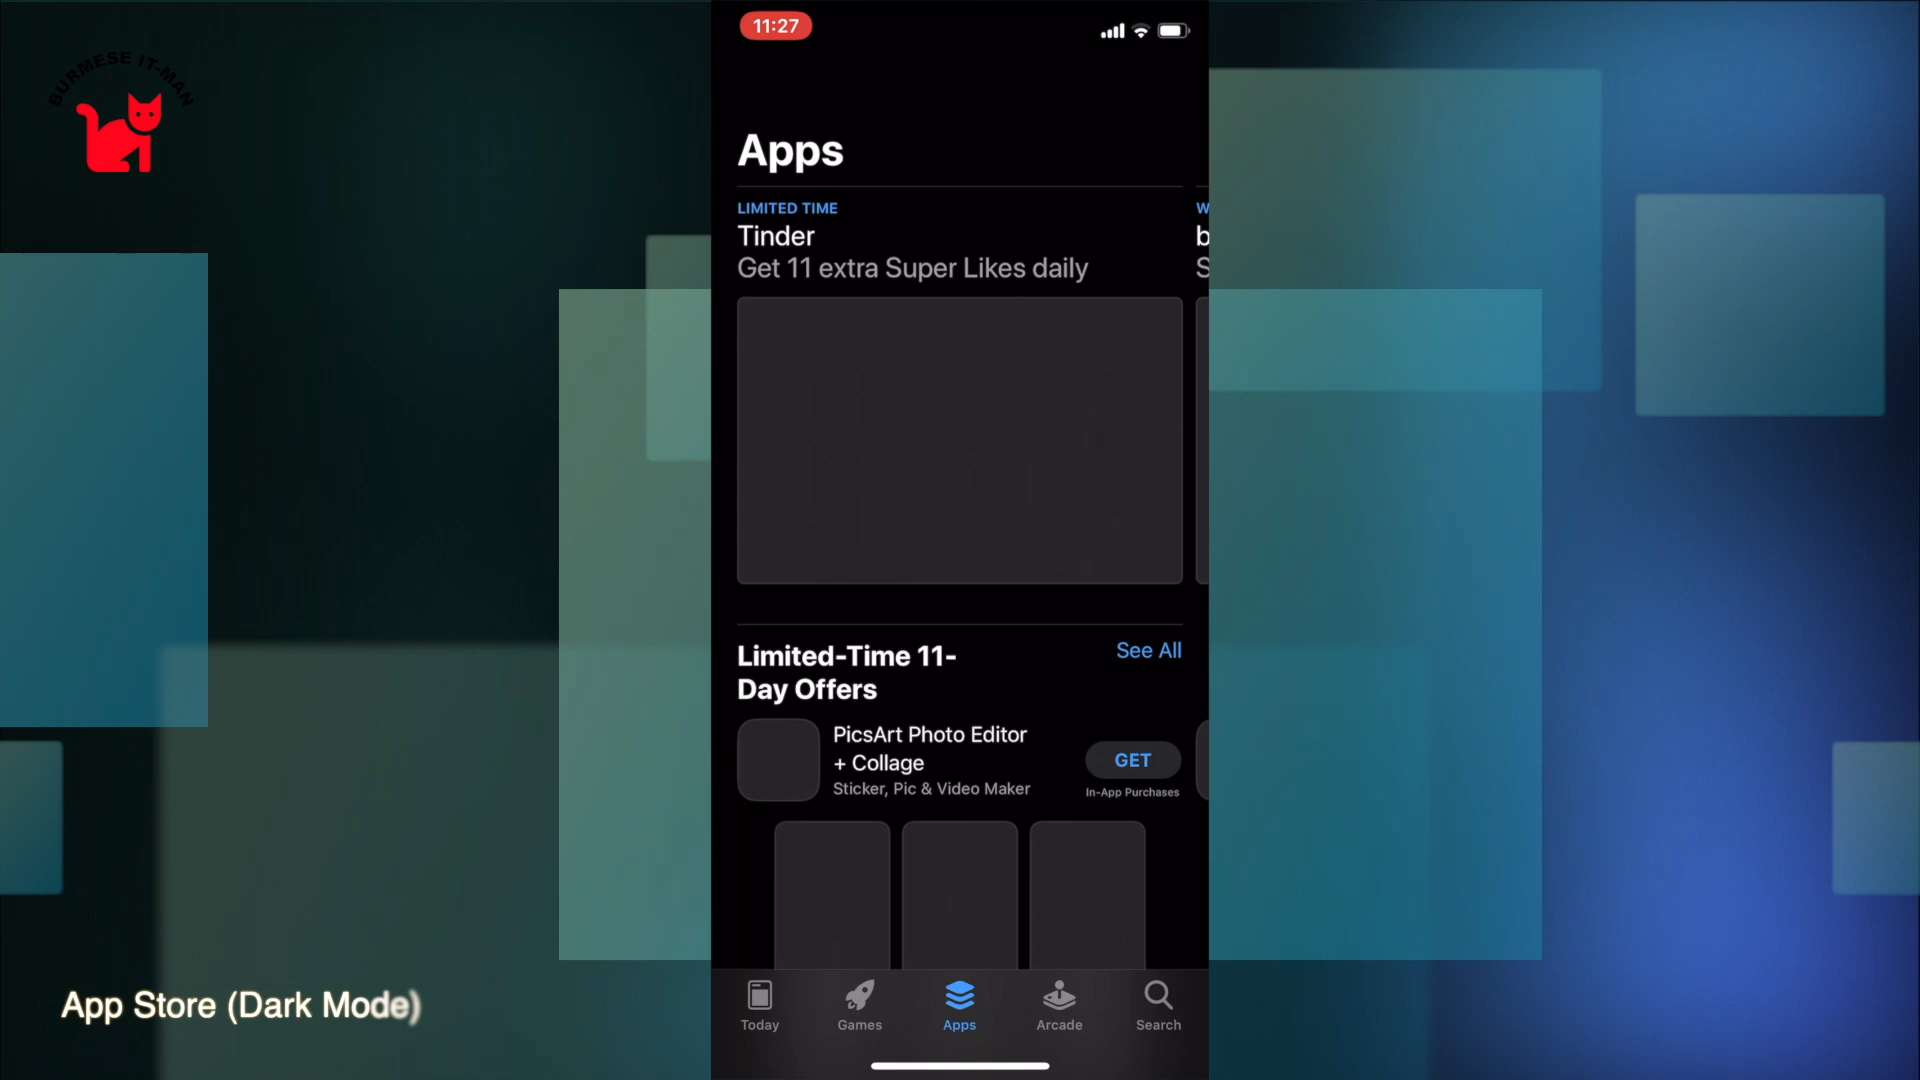 BURMESE IT-MAN
11:27
Apps
LIMITED TIME
W
Tinder
b
Get 11 extra Super Likes daily
S
Limited-Time 11-
Day Offers
See All
PicsArt Photo Editor
+ Collage
Sticker, Pic & Video Maker
GET
In-App Purchases
Today
Games
Apps
Arcade
Search
App Store (Dark Mode)